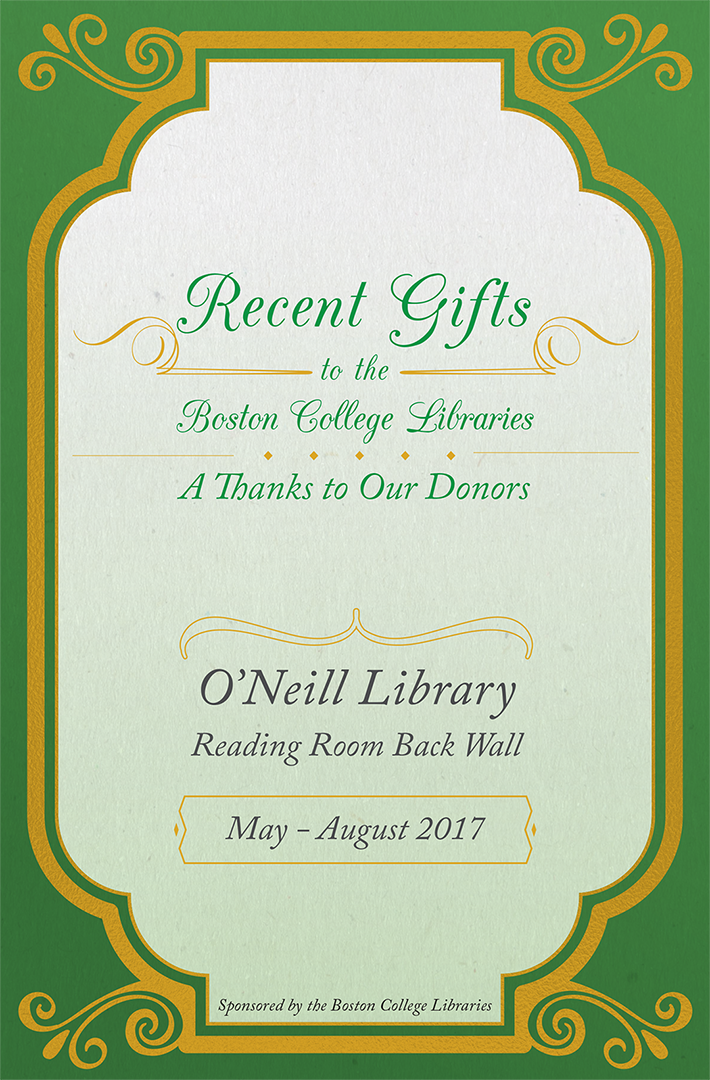 Recent Gifts
to the
Boston College Libraries
A Thanks to Our Donors
O’Neill Library
Reading Room Back Wall
May – August 2017
Sponsored by the Boston College Libraries